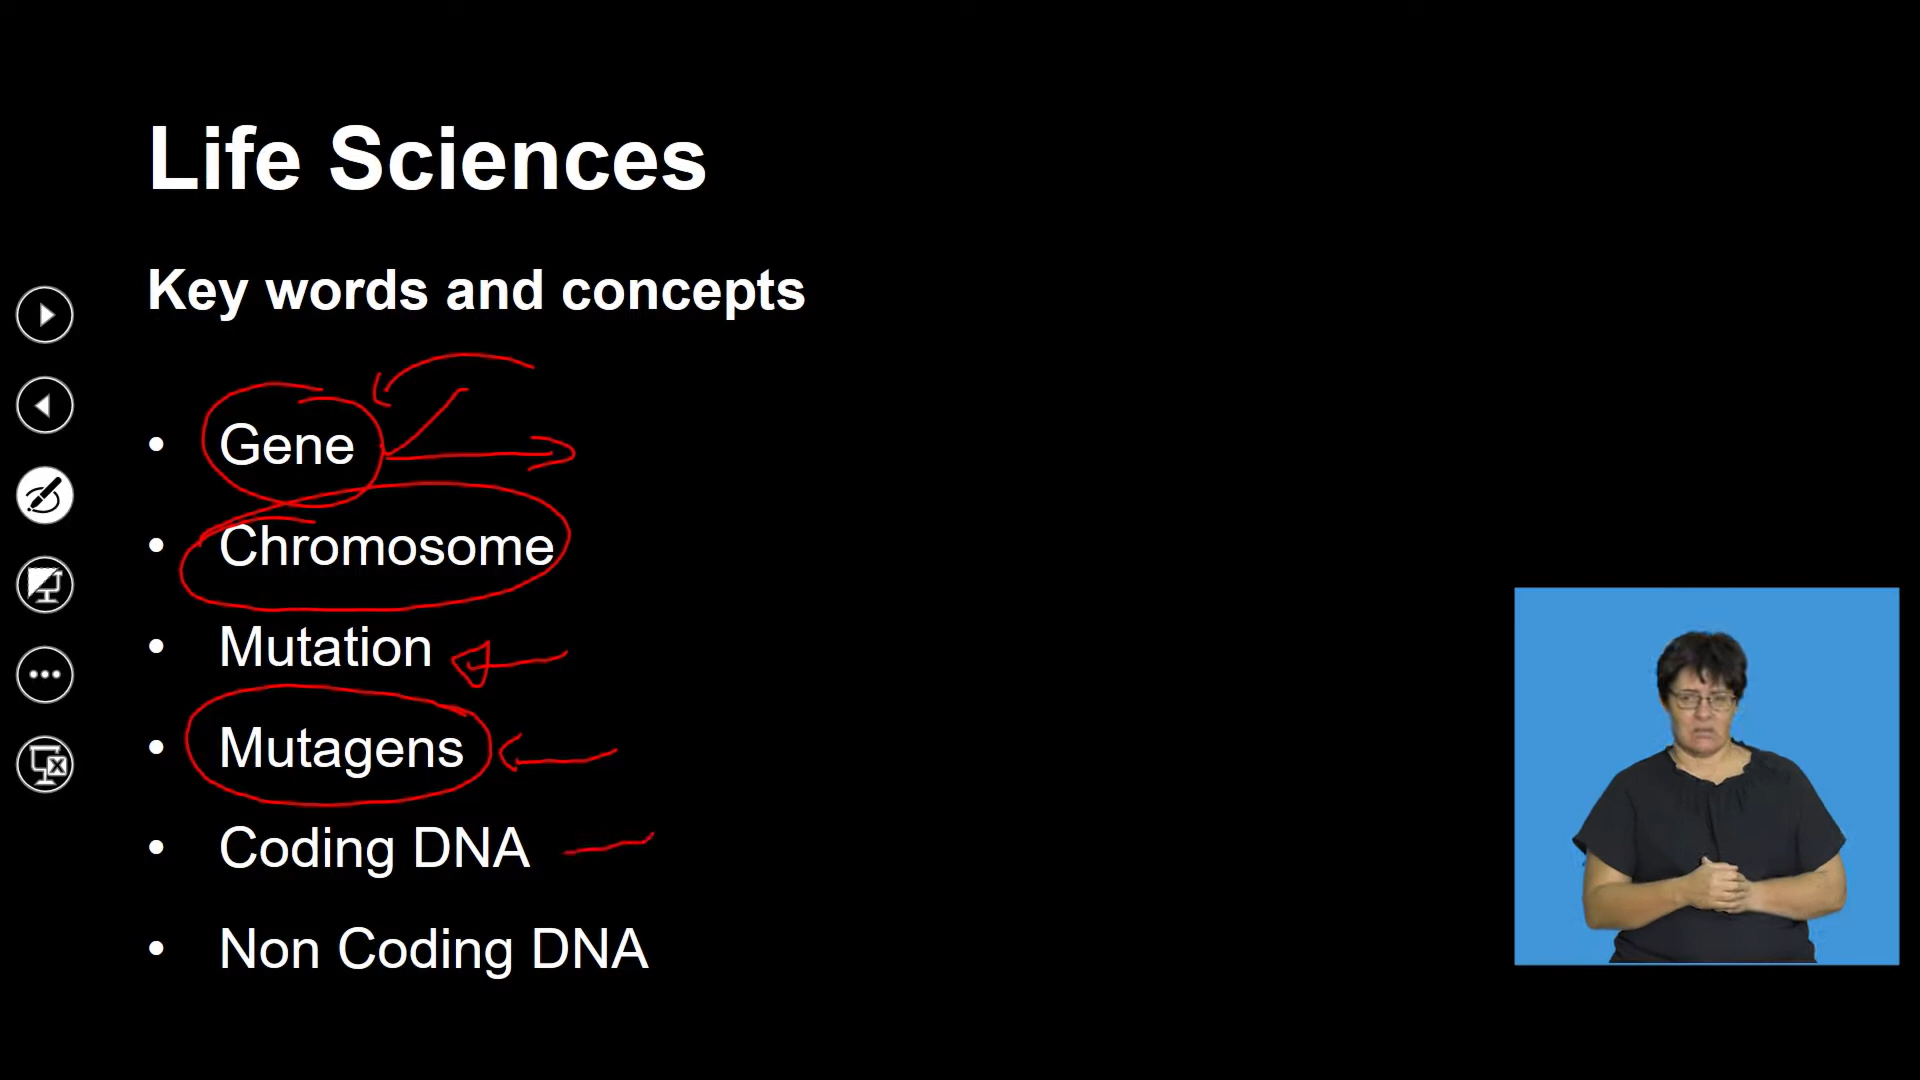 Life Sciences
Key words and concepts
• Gene
• Chromosome
• Mutation
• Mutagens
• Coding DNA
• Non Coding DNA